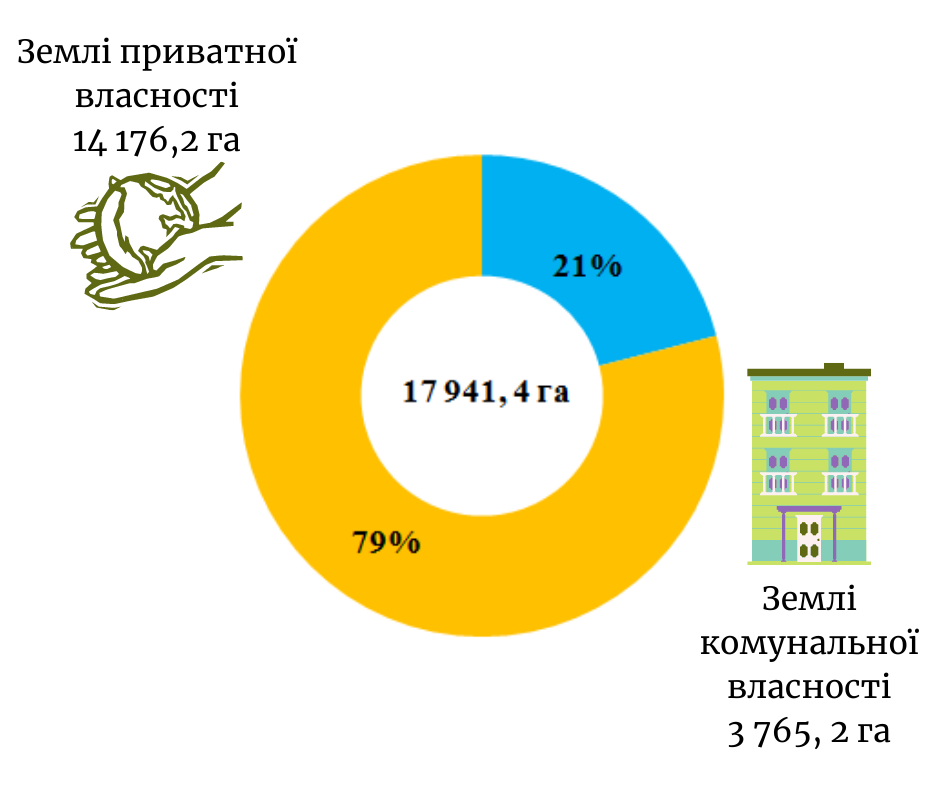 Землі приватної
власності
14 176,2 га
21%
17 941, 4 га
79%
Землі
комунальної
власності
3 765, 2 га